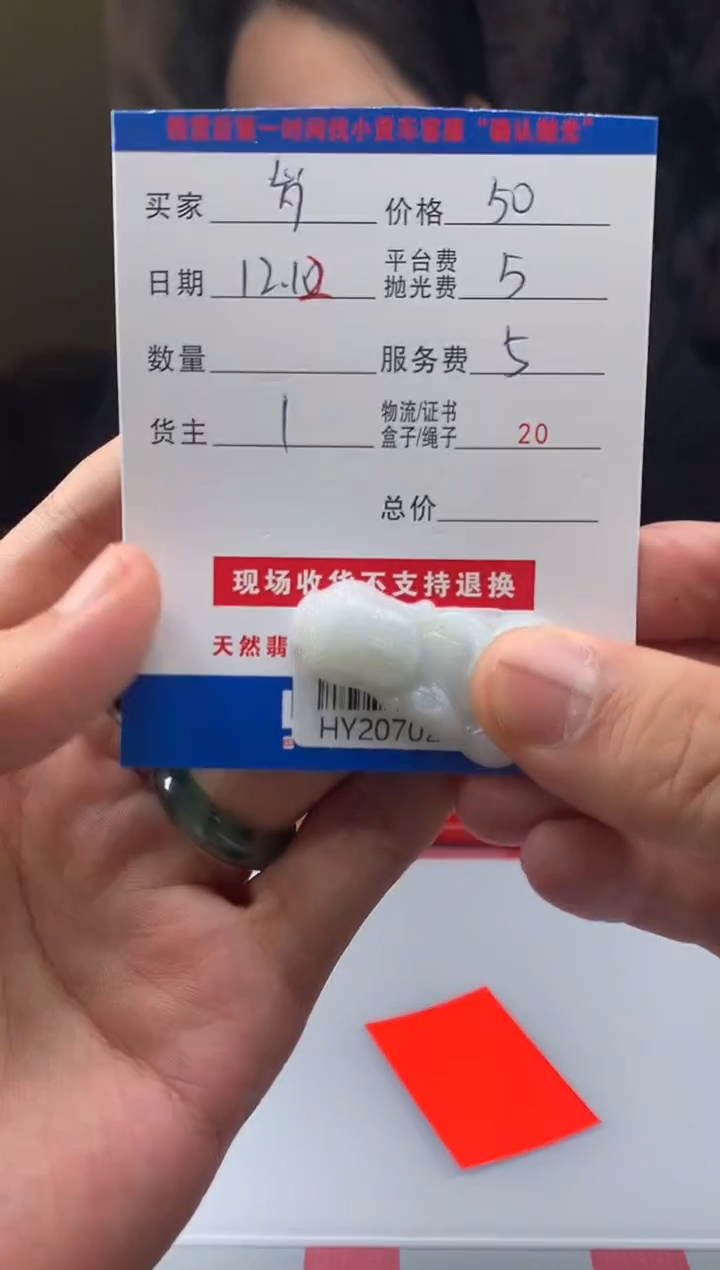 买家 价格 50
日期 12.10 平台费 抛光费 5
数量 服务费 5
货主 1 物流/证书 盒子/绳子 20
总价
现场收货不支持退换
天然翡
HY2070